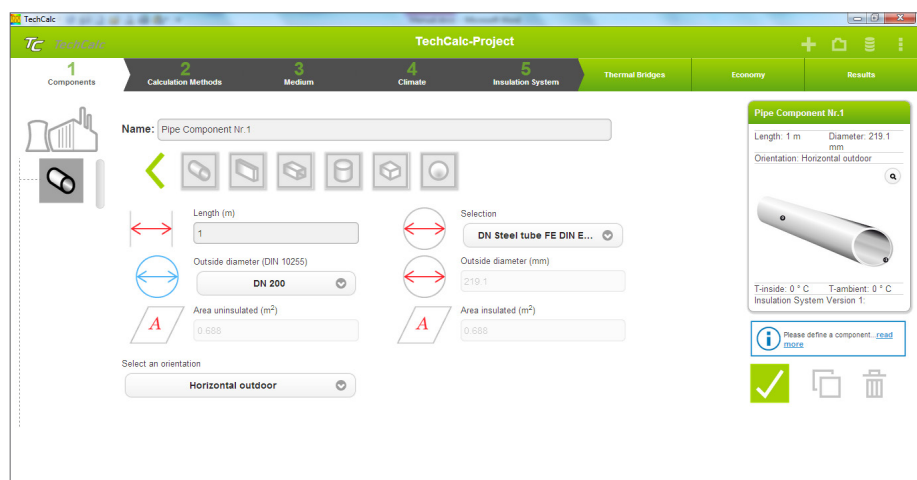 TechCalc
TC TechCalc
TechCalc-Project
1
Components
2
Calculation Methods
3
Medium
4
Climate
5
Insulation System
Thermal Bridges
Economy
Results
Name: Pipe Component Nr.1
Length (m)
1
Selection
DN Steel tube FE DIN E...
Outside diameter (DIN 10255)
DN 200
Outside diameter (mm)
219.1
Area uninsulated (m²)
A
0.688
Area insulated (m²)
A
0.688
Select an orientation
Horizontal outdoor
Pipe Component Nr.1
Length: 1 m Diameter: 219.1
mm
Orientation: Horizontal outdoor
T-inside: 0 ° C T-ambient: 0 ° C
Insulation System Version 1:
Please define a component...read
more